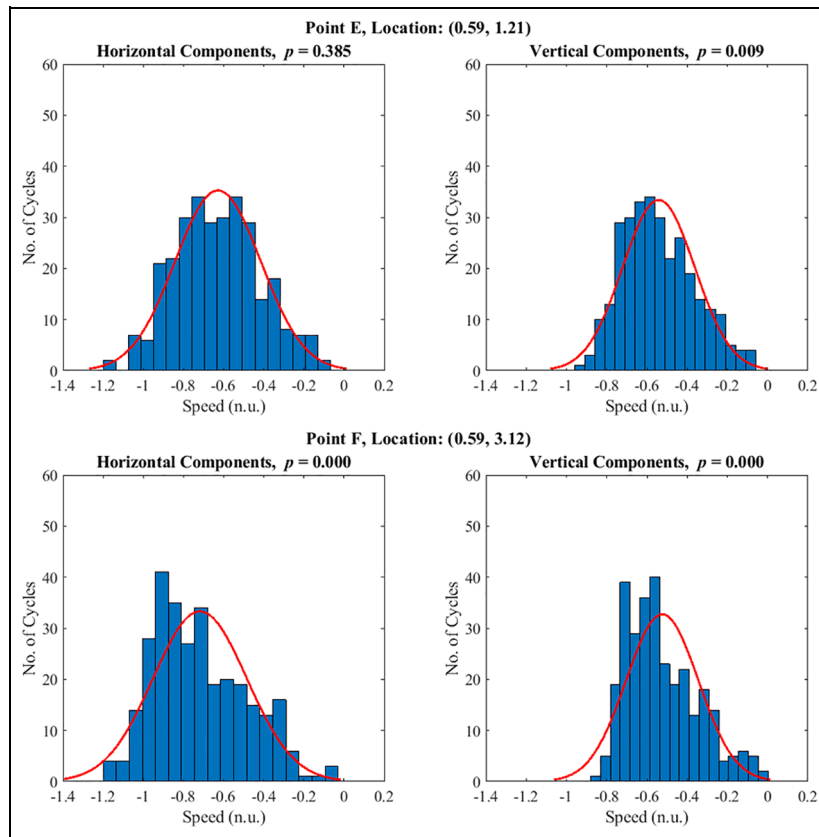 Point E, Location: (0.59, 1.21)
Horizontal Components, p = 0.385
60
50
40
30
20
10
0
No. of Cycles
-1.4 -1.2 -1 -0.8 -0.6 -0.4 -0.2 0 0.2
Speed (n.u.)
Vertical Components, p = 0.009
60
50
40
30
20
10
0
No. of Cycles
-1.4 -1.2 -1 -0.8 -0.6 -0.4 -0.2 0 0.2
Speed (n.u.)
Point F, Location: (0.59, 3.12)
Horizontal Components, p = 0.000
60
50
40
30
20
10
0
No. of Cycles
-1.4 -1.2 -1 -0.8 -0.6 -0.4 -0.2 0 0.2
Speed (n.u.)
Vertical Components, p = 0.000
60
50
40
30
20
10
0
No. of Cycles
-1.4 -1.2 -1 -0.8 -0.6 -0.4 -0.2 0 0.2
Speed (n.u.)